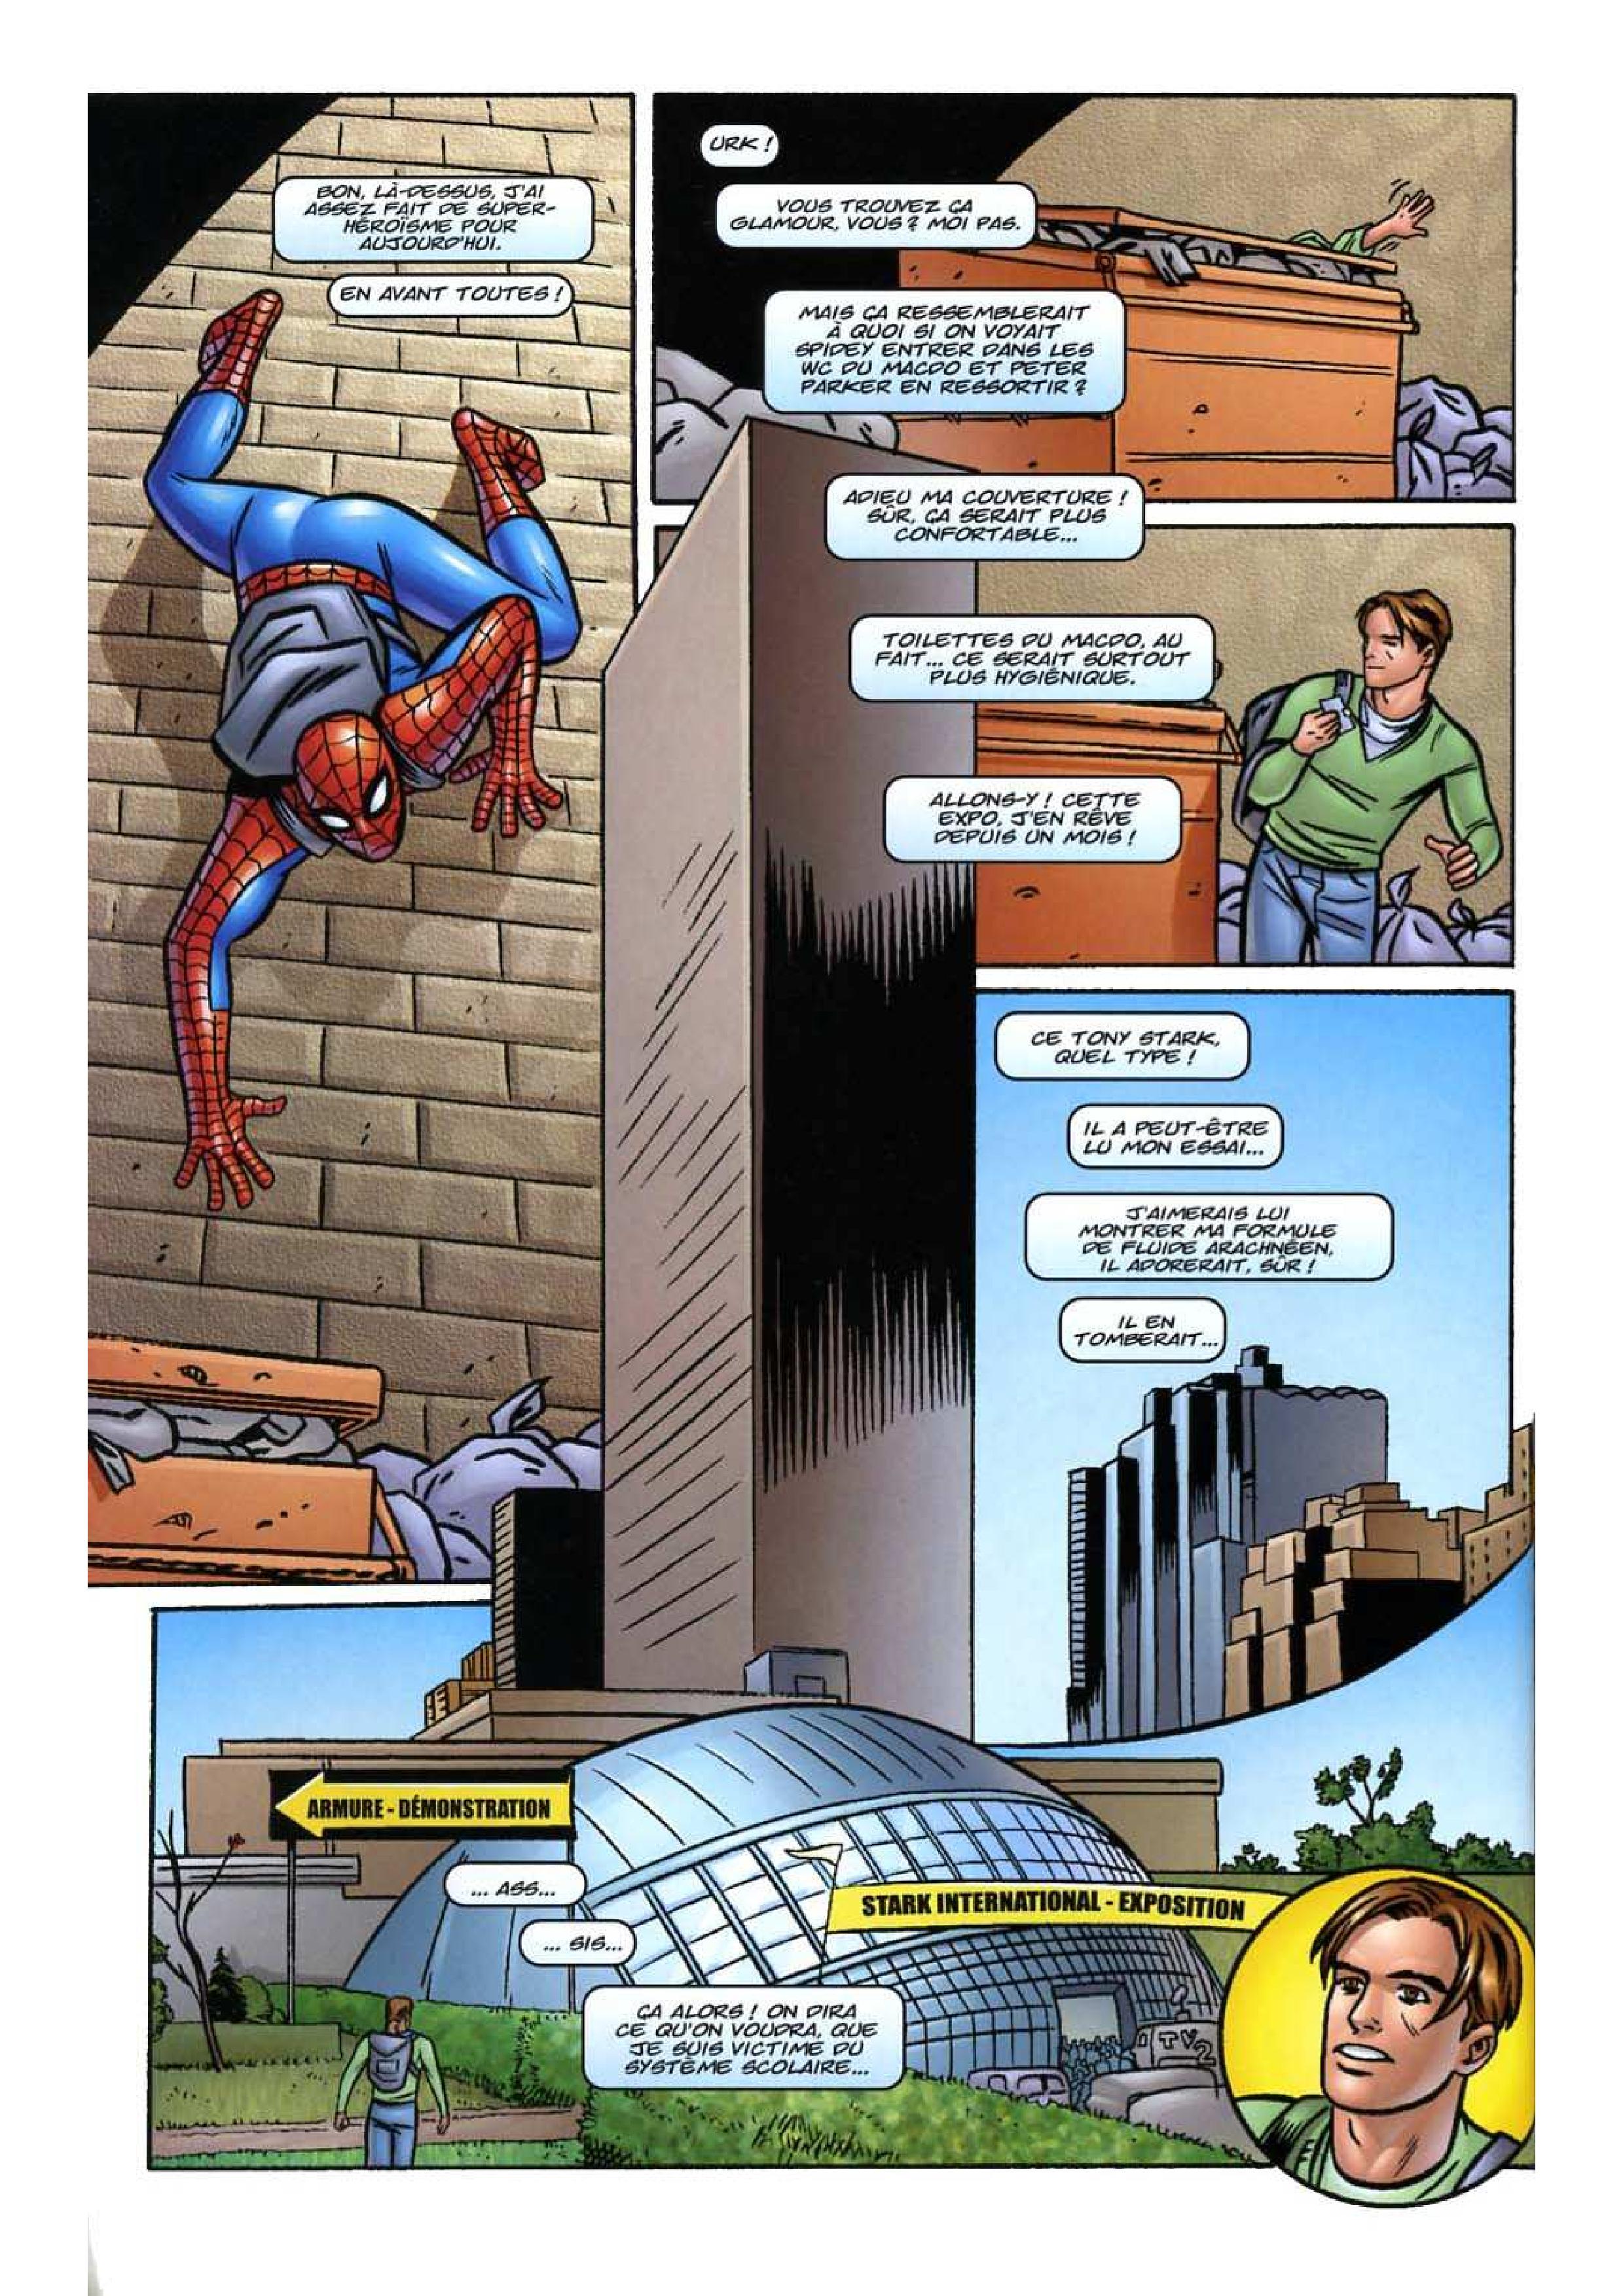 BON, LÀ-DESSUS, J'AI
ASSEZ FAIT DE SUPER-
HÉROÏSME POUR
AUJOURD'HUI.
EN AVANT TOUTES !
URK !
VOUS TROUVEZ ÇA
GLAMOUR, VOUS ? MOI PAS.
MAIS ÇA RESSEMBLERAIT
À QUOI SI ON VOYAIT
SPIDEY ENTRER DANS LES
WC DU MACDO ET PETER
PARKER EN RESSORTIR ?
ADIEU MA COUVERTURE !
SÛR, ÇA SERAIT PLUS
CONFORTABLE...
TOILETTES DU MACDO, AU
FAIT... CE SERAIT SURTOUT
PLUS HYGIÉNIQUE.
ALLONS-Y ! CETTE
EXPO, J'EN RÊVE
DEPUIS UN MOIS !
CE TONY STARK,
QUEL TYPE !
IL A PEUT-ÊTRE
LU MON ESSAI...
J'AIMERAIS LUI
MONTRER MA FORMULE
DE FLUIDE ARACHNÉEN,
IL ADORERAIT, SÛR !
IL EN
TOMBERAIT...
ARMURE - DÉMONSTRATION
... ASS...
STARK INTERNATIONAL - EXPOSITION
... SIS...
ÇA ALORS ! ON DIRA
CE QU'ON VOUDRA, QUE
JE SUIS VICTIME DU
SYSTÈME SCOLAIRE...
TV2